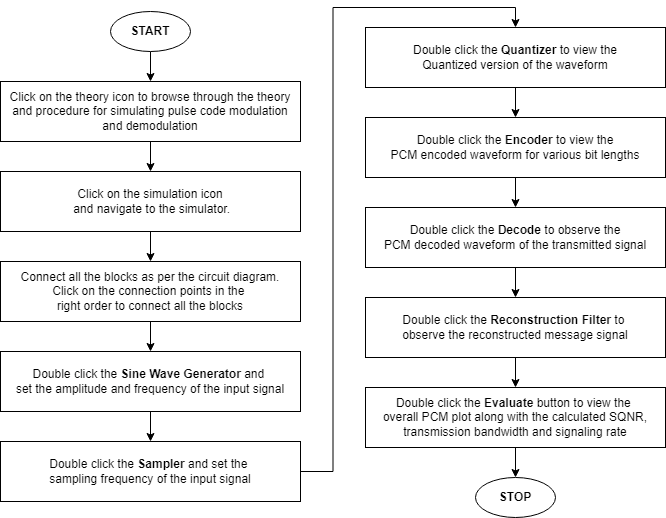 START
Click on the theory icon to browse through the theory
and procedure for simulating pulse code modulation
and demodulation
Click on the simulation icon
and navigate to the simulator.
Connect all the blocks as per the circuit diagram.
Click on the connection points in the
right order to connect all the blocks
Double click the Sine Wave Generator and
set the amplitude and frequency of the input signal
Double click the Sampler and set the
sampling frequency of the input signal
Double click the Quantizer to view the
Quantized version of the waveform
Double click the Encoder to view the
PCM encoded waveform for various bit lengths
Double click the Decode to observe the
PCM decoded waveform of the transmitted signal
Double click the Reconstruction Filter to
observe the reconstructed message signal
Double click the Evaluate button to view the
overall PCM plot along with the calculated SQNR,
transmission bandwidth and signaling rate
STOP